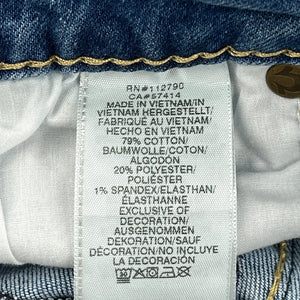 RN#112790
CA#57414
MADE IN VIETNAM/IN
VIETNAM HERGESTELLT/
FABRIQUÉ AU VIETNAM/
HECHO EN VIETNAM
79% COTTON/
BAUMWOLLE/COTON/
ALGODÓN
20% POLYESTER/
POLIÉSTER
1% SPANDEX/ELASTHAN/
ÉLASTHANNE
EXCLUSIVE OF
DECORATION/
AUSGENOMMEN
DEKORATION/SAUF
DÉCORATION/NO INCLUYE
LA DECORACIÓN